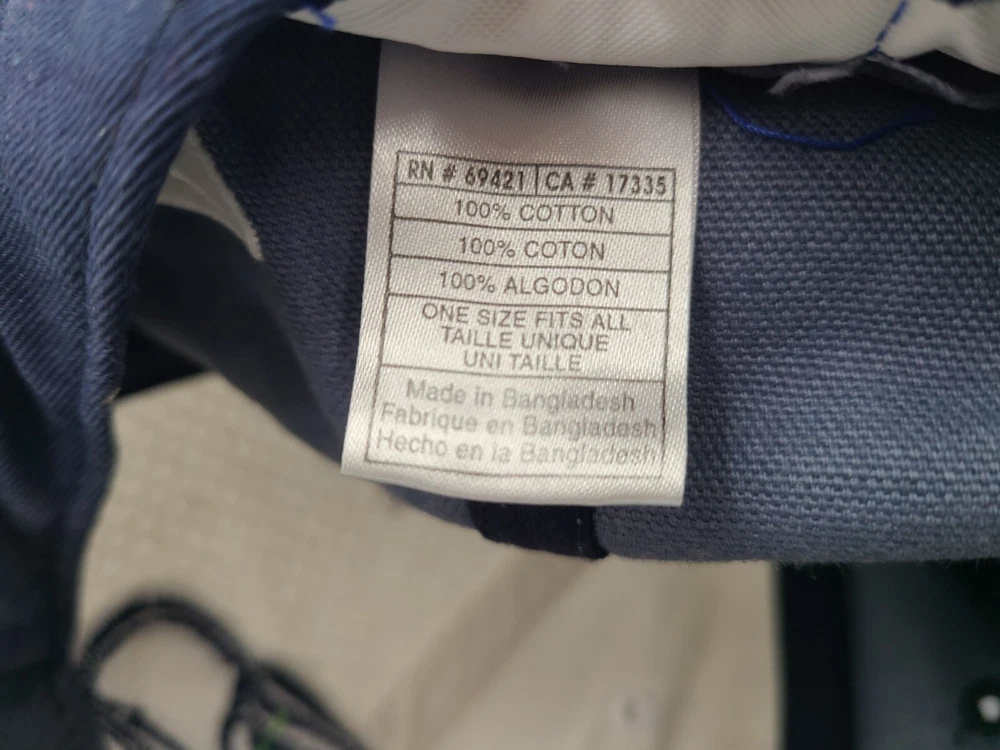 RN # 69421 CA # 17335
100% COTTON
100% COTON
100% ALGODON
ONE SIZE FITS ALL
TAILLE UNIQUE
UNI TAILLE
Made in Bangladesh
Fabrique en Bangladesh
Hecho en la Bangladesh